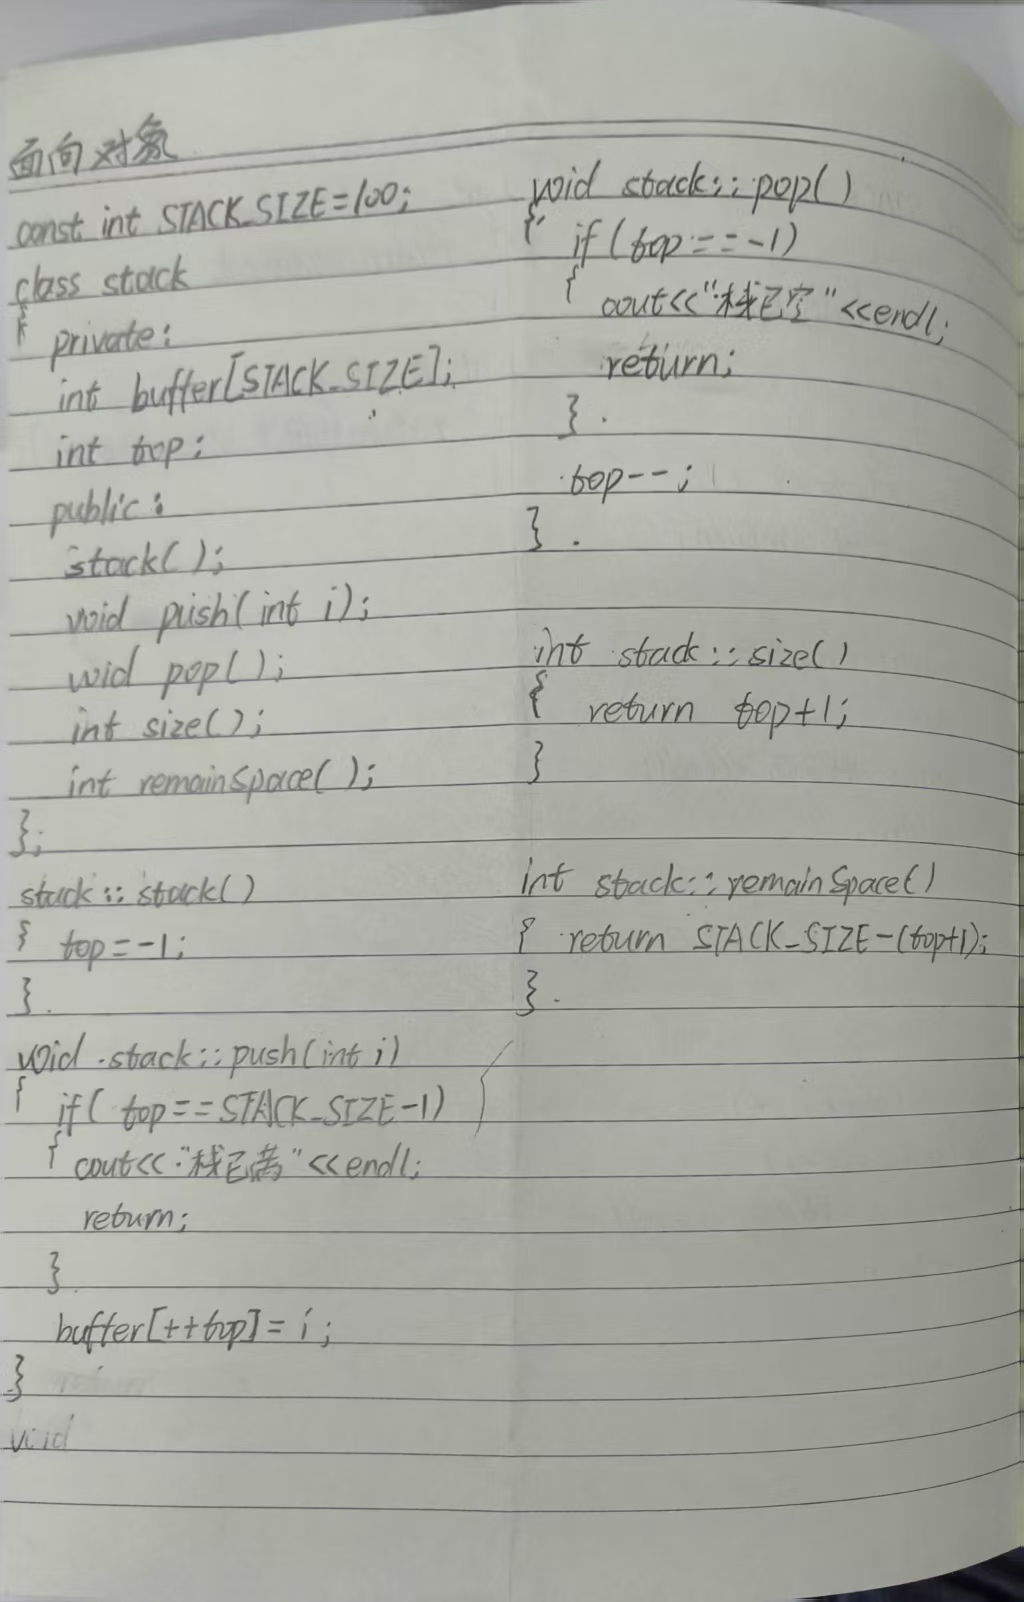 面向对象
const int STACK_SIZE=100;
class stack
{ private:
int buffer[STACK_SIZE];
int top;
public:
stack();
void push(int i);
void pop();
int size();
int remainSpace();
};
stack::stack()
{ top=-1;
}
void stack::push(int i)
{ if( top==STACK_SIZE-1)
{ cout<<"栈已满"<<endl;
return;
}
buffer[++top]= i;
}
void
void stack::pop()
{ if(top==-1)
{ cout<<"栈已空"<<endl;
return;
}
top--;
}
int stack::size()
{ return top+1;
}
int stack::remainSpace()
{ return STACK_SIZE-(top+1);
}